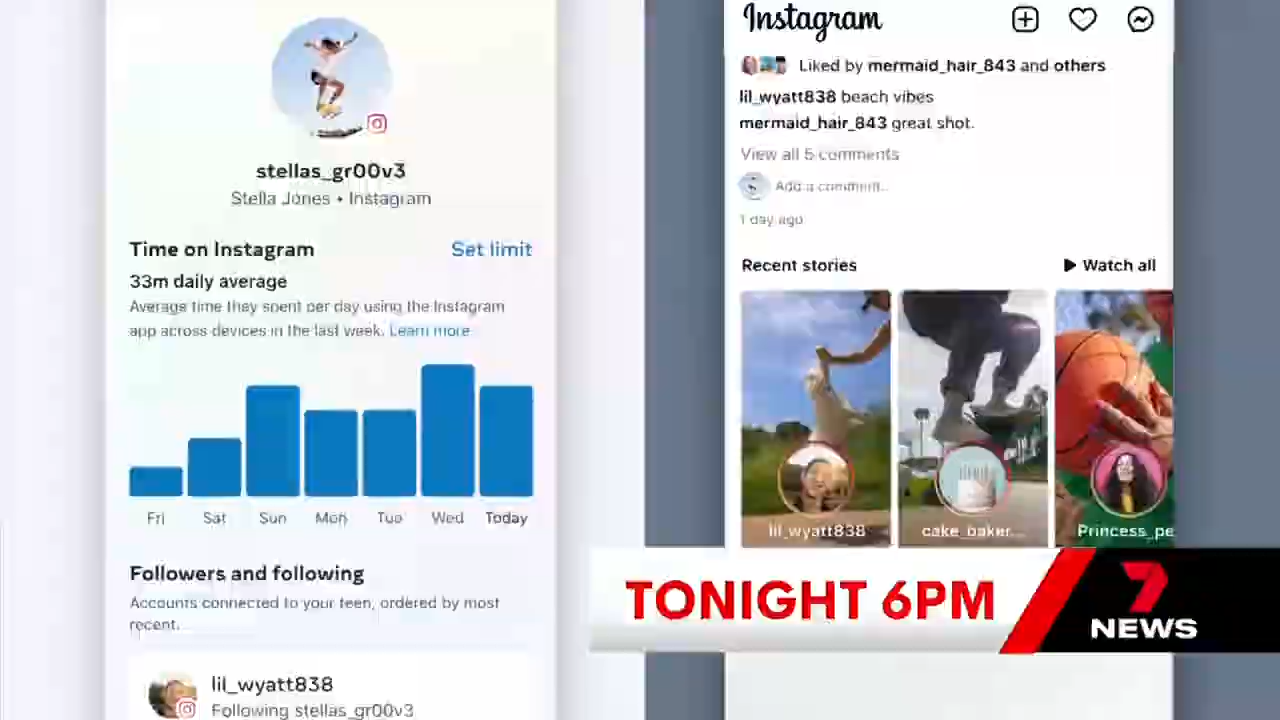 stellas_gr00v3
Stella Jones • Instagram
Time on Instagram
Set limit
33m daily average
Average time they spent per day using the Instagram
app across devices in the last week. Learn more
Fri Sat Sun Mon Tue Wed Today
Followers and following
Accounts connected to your teen, ordered by most
recent.
lil_wyatt838
Following stellas_gr00v3
Instagram
Liked by mermaid_hair_843 and others
lil_wyatt838 beach vibes
mermaid_hair_843 great shot.
View all 5 comments
Add a comment...
1 day ago
Recent stories
Watch all
lil_wyatt838 cake_baker... Princess_pe
TONIGHT 6PM
7
NEWS